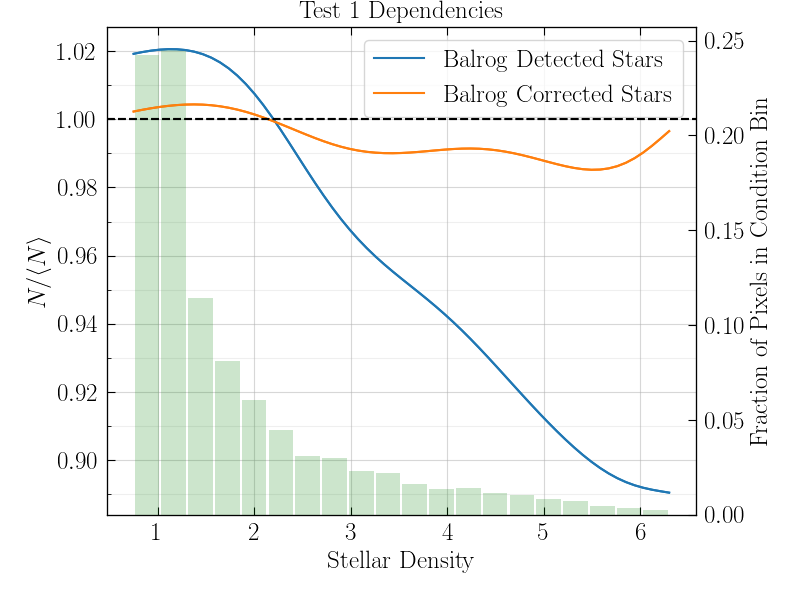 Test 1 Dependencies
Balrog Detected Stars
Balrog Corrected Stars
N/⟨N⟩
1.02
1.00
0.98
0.96
0.94
0.92
0.90
0.25
0.20
0.15
0.10
0.05
0.00
Fraction of Pixels in Condition Bin
1 2 3 4 5 6
Stellar Density